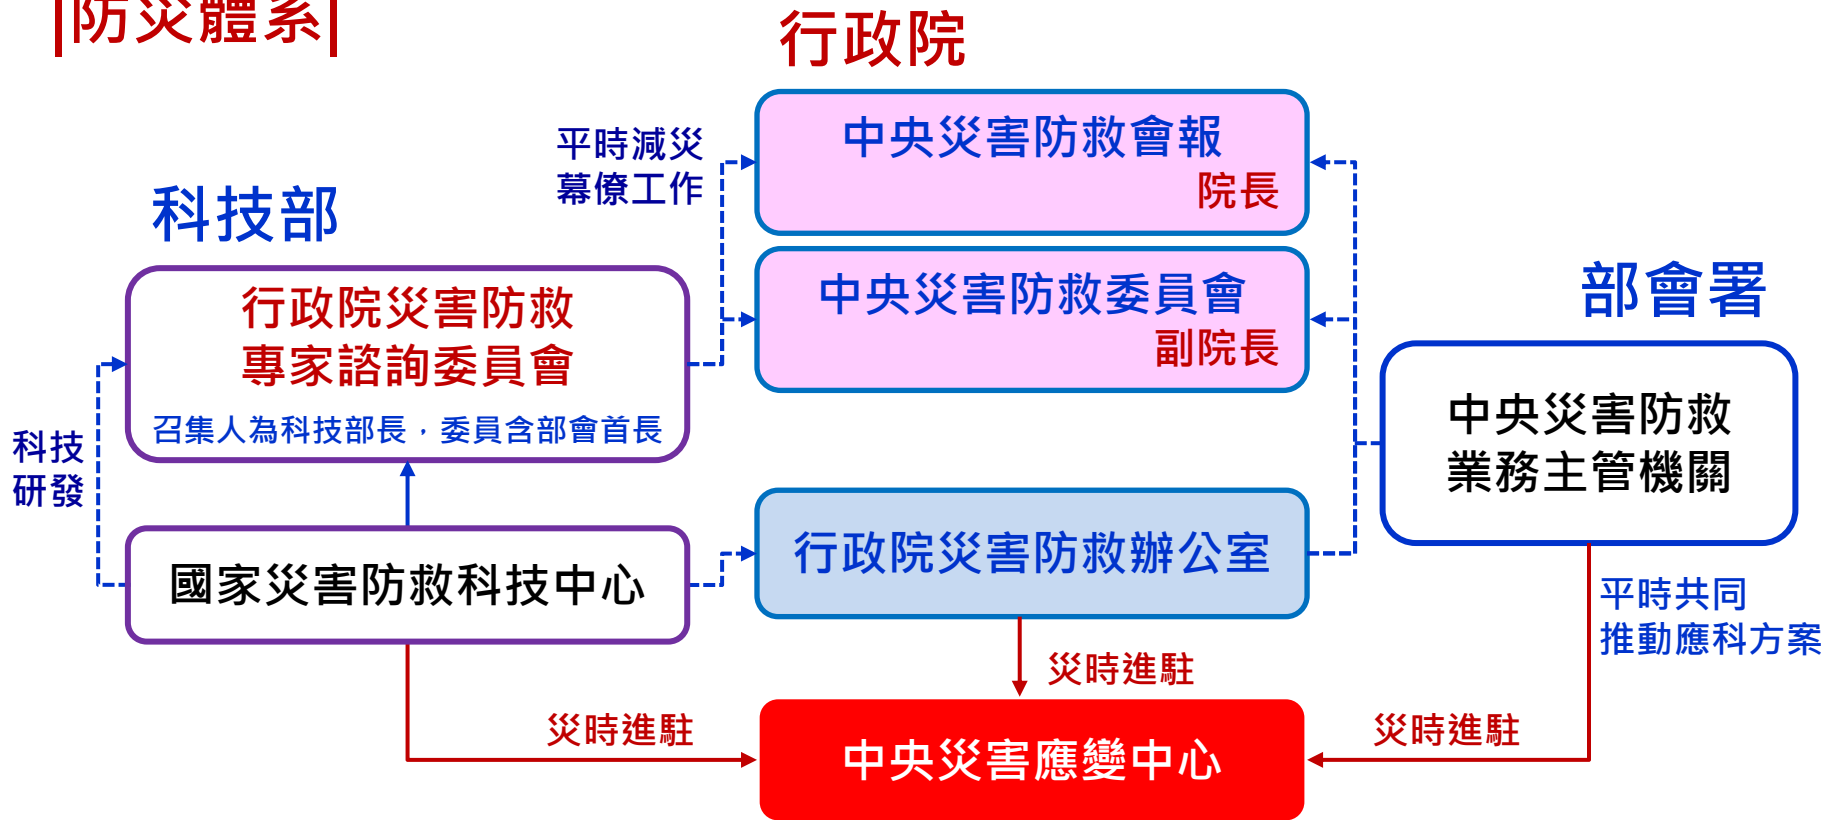 防災體系
行政院
中央災害防救會報
院長
平時減災
幕僚工作
科技部
中央災害防救委員會
副院長
部會署
行政院災害防救
專家諮詢委員會
召集人為科技部長，委員含部會首長
中央災害防救
業務主管機關
科技
研發
行政院災害防救辦公室
國家災害防救科技中心
平時共同
推動應科方案
災時進駐
災時進駐
災時進駐
中央災害應變中心